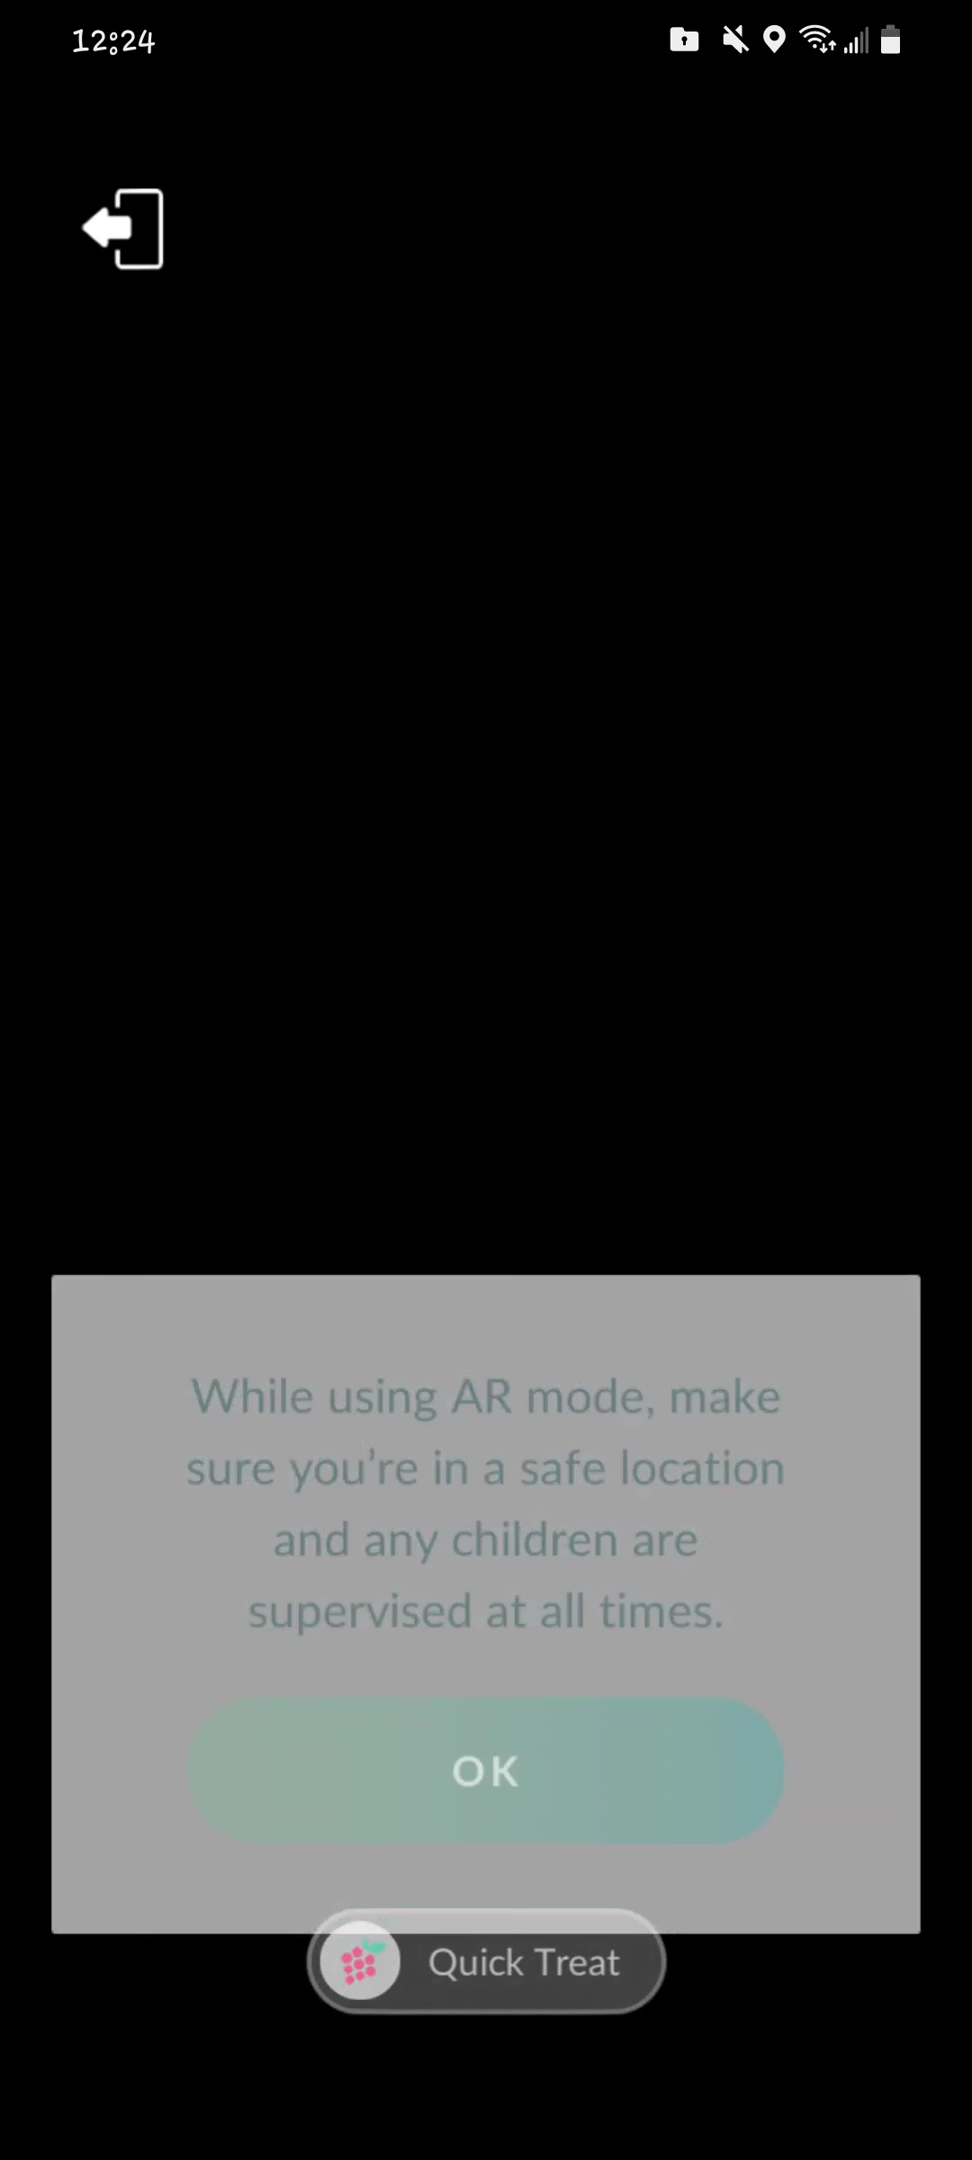 12:24
While using AR mode, make
sure you're in a safe location
and any children are
supervised at all times.
OK
Quick Treat